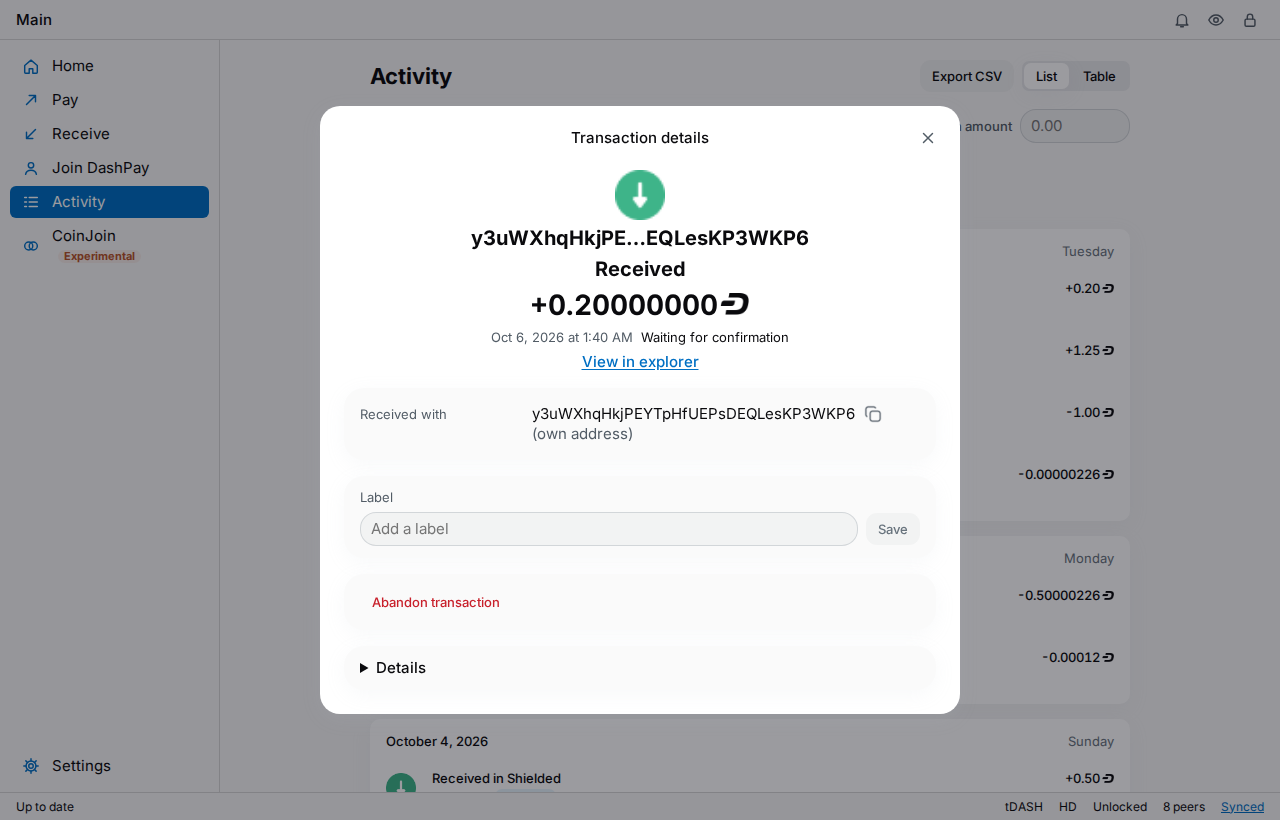 Main
Home
Pay
Receive
Join DashPay
Activity
CoinJoin
Experimental
Settings
Activity
Export CSV
List
Table
amount
0.00
Transaction details
y3uWXhqHkjPE...EQLesKP3WKP6
Received
+0.20000000
Oct 6, 2026 at 1:40 AM Waiting for confirmation
View in explorer
Received with
y3uWXhqHkjPEYTpHfUEPsDEQLesKP3WKP6
(own address)
Label
Add a label
Save
Abandon transaction
Details
Tuesday
+0.20
+1.25
-1.00
-0.00000226
Monday
-0.50000226
-0.00012
October 4, 2026
Sunday
Received in Shielded
+0.50
Up to date
tDASH
HD
Unlocked
8 peers
Synced